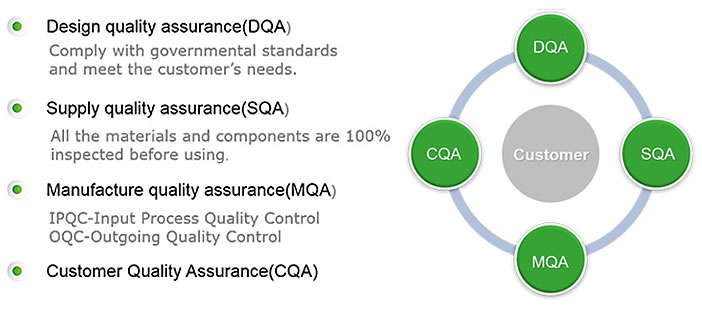 Design quality assurance(DQA)
Comply with governmental standards
and meet the customer's needs.
Supply quality assurance(SQA)
All the materials and components are 100%
inspected before using.
Manufacture quality assurance(MQA)
IPQC-Input Process Quality Control
OQC-Outgoing Quality Control
Customer Quality Assurance(CQA)
DQA
CQA
Customer
SQA
MQA